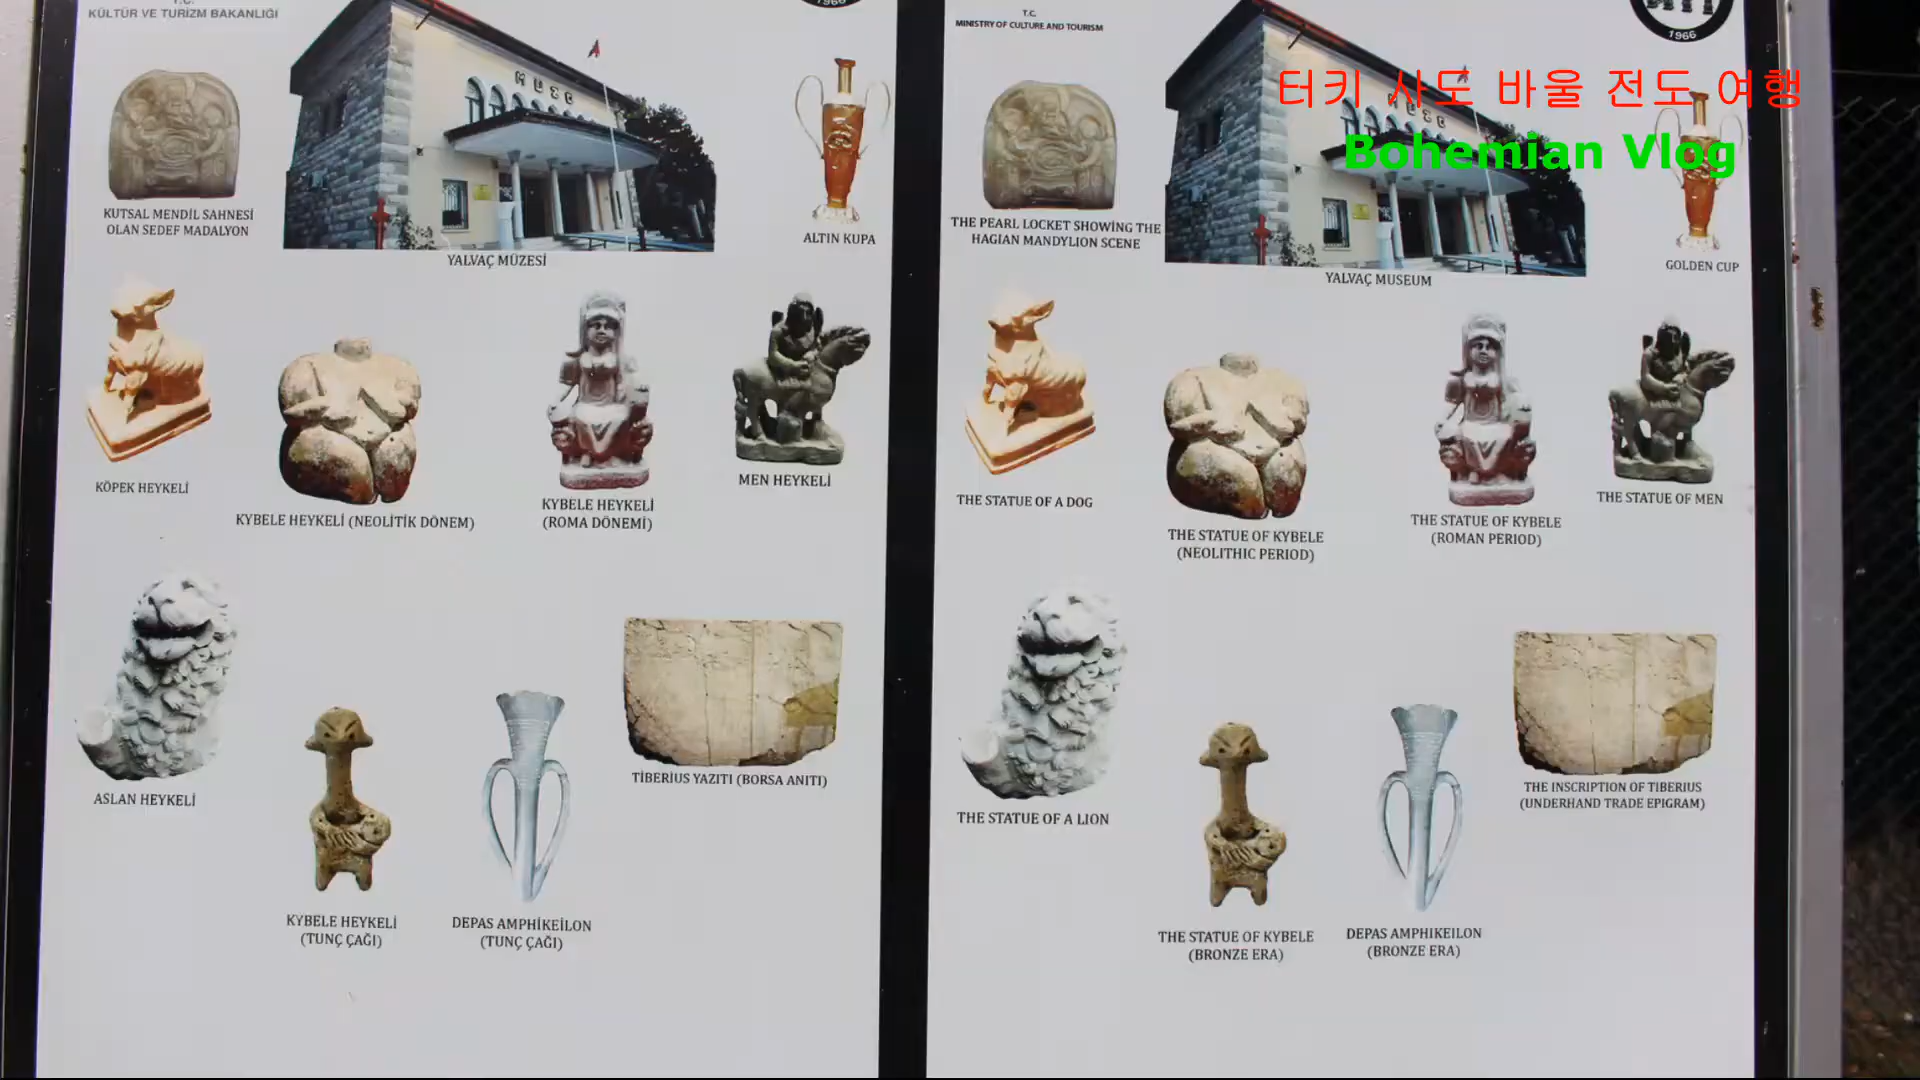 T.C.
KÜLTÜR VE TURİZM BAKANLIĞI
1966
MUZE
KUTSAL MENDİL SAHNESİ
OLAN SEDEF MADALYON
YALVAÇ MÜZESİ
ALTIN KUPA
KÖPEK HEYKELİ
KYBELE HEYKELİ (NEOLİTİK DÖNEM)
KYBELE HEYKELİ
(ROMA DÖNEMİ)
MEN HEYKELİ
ASLAN HEYKELİ
KYBELE HEYKELİ
(TUNÇ ÇAĞI)
DEPAS AMPHİKEİLON
(TUNÇ ÇAĞI)
TİBERİUS YAZITI (BORSA ANITI)
T.C.
MINISTRY OF CULTURE AND TOURISM
1966
터키 사도 바울 전도 여행
Bohemian Vlog
THE PEARL LOCKET SHOWİNG THE
HAGIAN MANDYLION SCENE
YALVAÇ MUSEUM
GOLDEN CUP
THE STATUE OF A DOG
THE STATUE OF KYBELE
(NEOLITHIC PERIOD)
THE STATUE OF KYBELE
(ROMAN PERIOD)
THE STATUE OF MEN
THE STATUE OF A LION
THE STATUE OF KYBELE
(BRONZE ERA)
DEPAS AMPHIKEILON
(BRONZE ERA)
THE INSCRIPTION OF TIBERIUS
(UNDERHAND TRADE EPIGRAM)